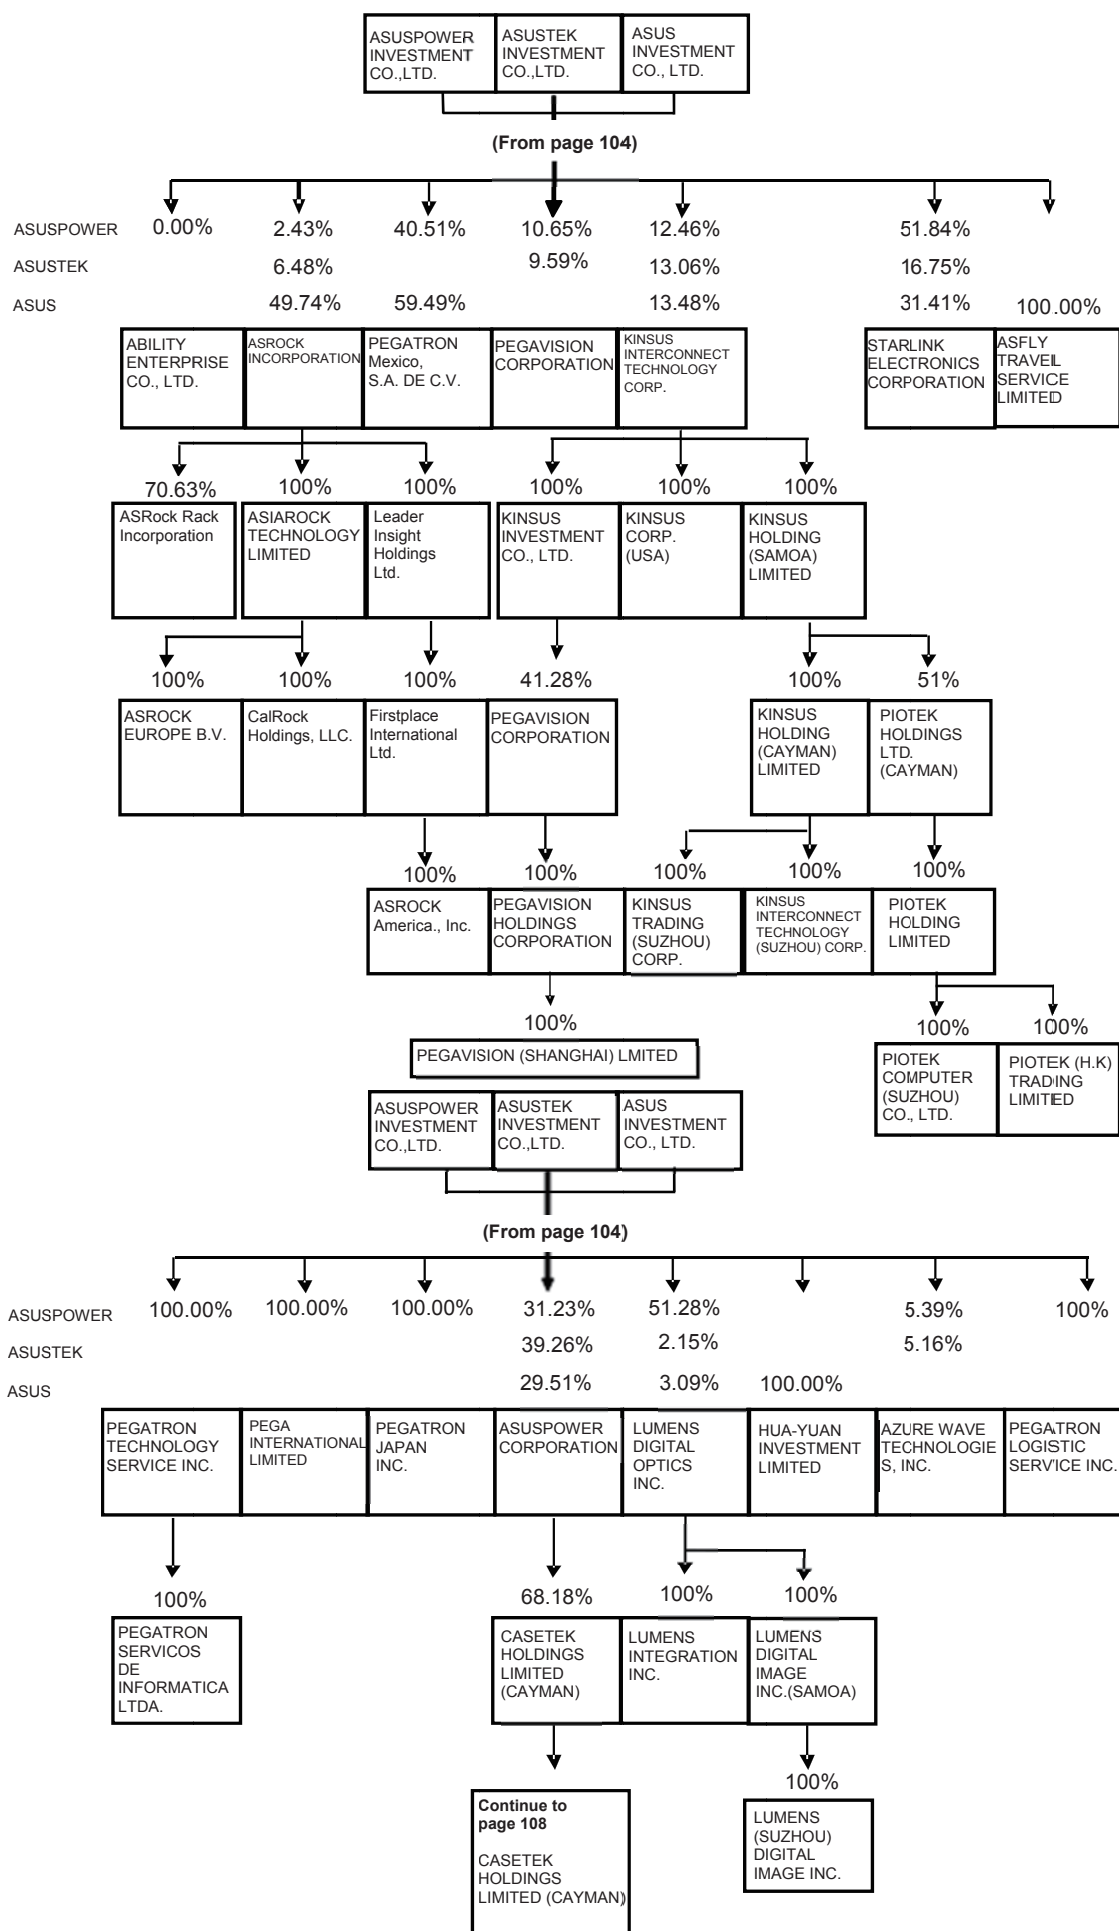 ASUSPOWER
INVESTMENT
CO.,LTD.
ASUSTEK
INVESTMENT
CO.,LTD.
ASUS
INVESTMENT
CO., LTD.
(From page 104)
ASUSPOWER 0.00% 2.43% 40.51% 10.65% 12.46% 51.84%
ASUSTEK 6.48% 9.59% 13.06% 16.75%
ASUS 49.74% 59.49% 13.48% 31.41% 100.00%
ABILITY
ENTERPRISE
CO., LTD.
ASROCK
INCORPORATION
PEGATRON
Mexico,
S.A. DE C.V.
PEGAVISION
CORPORATION
KINSUS
INTERCONNECT
TECHNOLOGY
CORP.
STARLINK
ELECTRONICS
CORPORATION
ASFLY
TRAVEL
SERVICE
LIMITED
70.63% 100% 100% 100% 100% 100%
ASRock Rack
Incorporation
ASIAROCK
TECHNOLOGY
LIMITED
Leader
Insight
Holdings
Ltd.
KINSUS
INVESTMENT
CO., LTD.
KINSUS
CORP.
(USA)
KINSUS
HOLDING
(SAMOA)
LIMITED
100% 100% 100% 41.28% 100% 51%
ASROCK
EUROPE B.V.
CalRock
Holdings, LLC.
Firstplace
International
Ltd.
PEGAVISION
CORPORATION
KINSUS
HOLDING
(CAYMAN)
LIMITED
PIOTEK
HOLDINGS
LTD.
(CAYMAN)
100% 100% 100% 100% 100%
ASROCK
America., Inc.
PEGAVISION
HOLDINGS
CORPORATION
KINSUS
TRADING
(SUZHOU)
CORP.
KINSUS
INTERCONNECT
TECHNOLOGY
(SUZHOU) CORP.
PIOTEK
HOLDING
LIMITED
100% 100% 100%
PEGAVISION (SHANGHAI) LMITED
PIOTEK
COMPUTER
(SUZHOU)
CO., LTD.
PIOTEK (H.K)
TRADING
LIMITED
ASUSPOWER
INVESTMENT
CO.,LTD.
ASUSTEK
INVESTMENT
CO.,LTD.
ASUS
INVESTMENT
CO., LTD.
(From page 104)
ASUSPOWER 100.00% 100.00% 100.00% 31.23% 51.28% 5.39% 100%
ASUSTEK 39.26% 2.15% 5.16%
ASUS 29.51% 3.09% 100.00%
PEGATRON
TECHNOLOGY
SERVICE INC.
PEGA
INTERNATIONAL
LIMITED
PEGATRON
JAPAN
INC.
ASUSPOWER
CORPORATION
LUMENS
DIGITAL
OPTICS
INC.
HUA-YUAN
INVESTMENT
LIMITED
AZURE WAVE
TECHNOLOGIE
S, INC.
PEGATRON
LOGISTIC
SERVICE INC.
100% 68.18% 100% 100%
PEGATRON
SERVICOS
DE
INFORMATICA
LTDA.
CASETEK
HOLDINGS
LIMITED
(CAYMAN)
LUMENS
INTEGRATION
INC.
LUMENS
DIGITAL
IMAGE
INC.(SAMOA)
100%
Continue to
page 108
CASETEK
HOLDINGS
LIMITED (CAYMAN)
LUMENS
(SUZHOU)
DIGITAL
IMAGE INC.